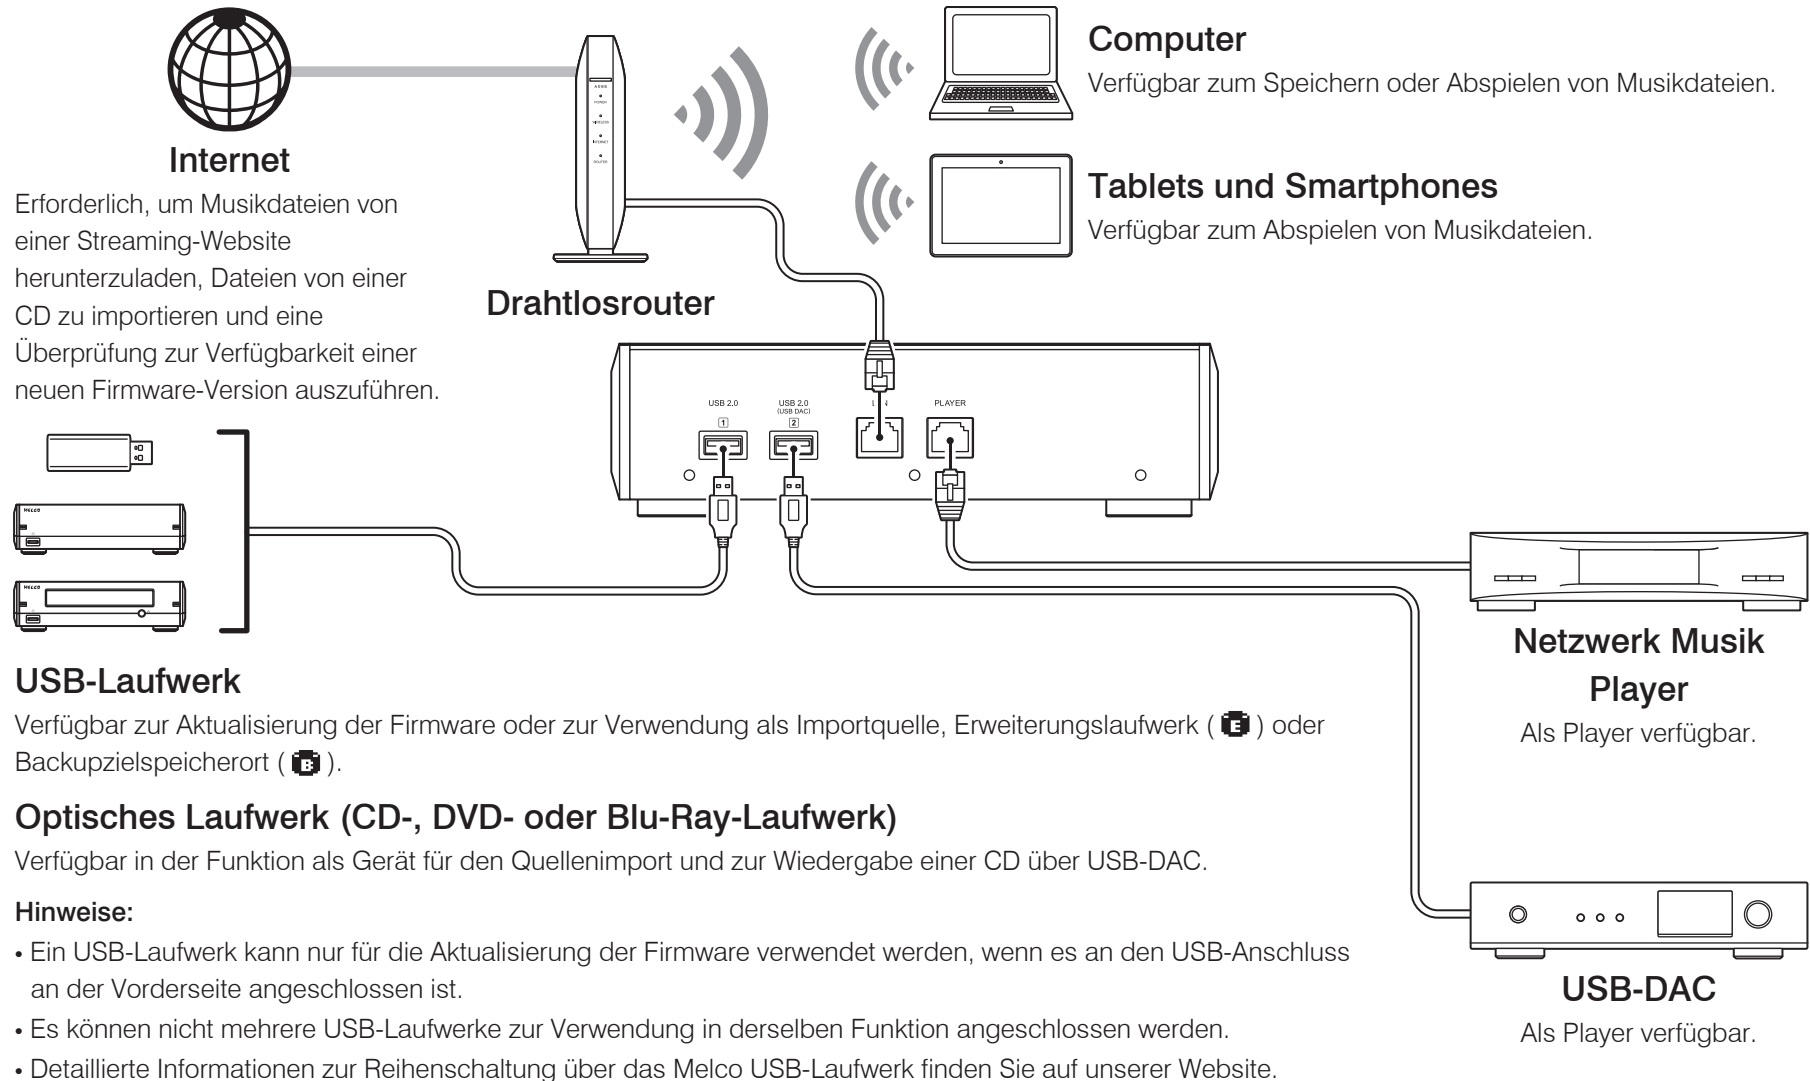 Computer
Verfügbar zum Speichern oder Abspielen von Musikdateien.
AOSS
POWER
WIRELESS
INTERNET
ROUTER
Internet
Tablets und Smartphones
Verfügbar zum Abspielen von Musikdateien.
Erforderlich, um Musikdateien von
einer Streaming-Website
herunterzuladen, Dateien von einer
CD zu importieren und eine
Überprüfung zur Verfügbarkeit einer
neuen Firmware-Version auszuführen.
Drahtlosrouter
USB 2.0
1
USB 2.0
(USB DAC)
2
PLAYER
MELCO
MELCO
Netzwerk Musik
Player
Als Player verfügbar.
USB-Laufwerk
Verfügbar zur Aktualisierung der Firmware oder zur Verwendung als Importquelle, Erweiterungslaufwerk ( E ) oder
Backupzielspeicherort ( B ).
Optisches Laufwerk (CD-, DVD- oder Blu-Ray-Laufwerk)
Verfügbar in der Funktion als Gerät für den Quellenimport und zur Wiedergabe einer CD über USB-DAC.
Hinweise:
• Ein USB-Laufwerk kann nur für die Aktualisierung der Firmware verwendet werden, wenn es an den USB-Anschluss
an der Vorderseite angeschlossen ist.
• Es können nicht mehrere USB-Laufwerke zur Verwendung in derselben Funktion angeschlossen werden.
• Detaillierte Informationen zur Reihenschaltung über das Melco USB-Laufwerk finden Sie auf unserer Website.
USB-DAC
Als Player verfügbar.